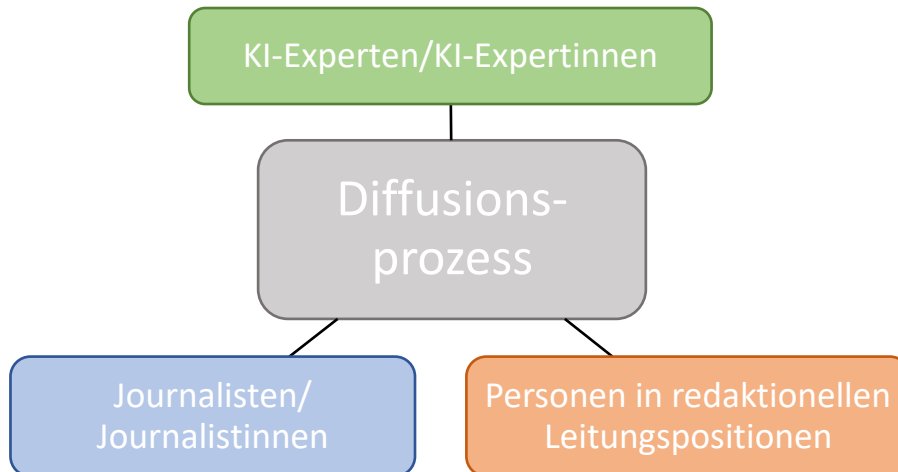 KI-Experten/KI-Expertinnen
Diffusions-
prozess
Journalisten/
Journalistinnen
Personen in redaktionellen
Leitungspositionen